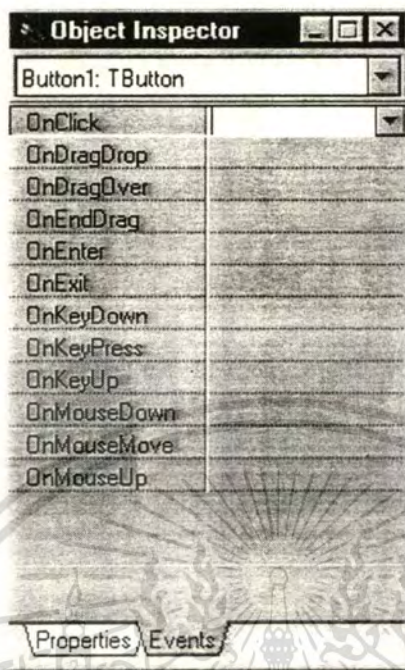 Object Inspector
Button1: TButton
OnClick
OnDragDrop
OnDragOver
OnEndDrag
OnEnter
OnExit
OnKeyDown
OnKeyPress
OnKeyUp
OnMouseDown
OnMouseMove
OnMouseUp
Properties Events